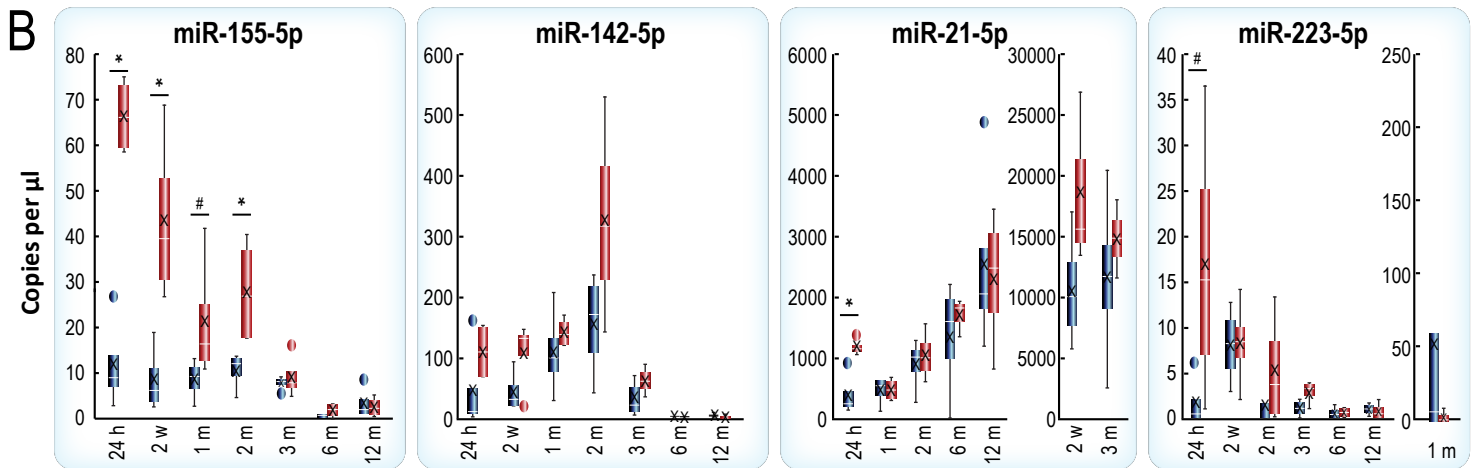 B
miR-155-5p
miR-142-5p
miR-21-5p
miR-223-5p
Copies per µl
80
70
60
50
40
30
20
10
0
*
*
#
*
24 h
2 w
1 m
2 m
3 m
6 m
12 m
600
500
400
300
200
100
0
24 h
2 w
1 m
2 m
3 m
6 m
12 m
6000
5000
4000
3000
2000
1000
0
*
24 h
1 m
2 m
6 m
12 m
30000
25000
20000
15000
10000
5000
0
2 w
3 m
40
35
30
25
20
15
10
5
0
#
24 h
2 w
2 m
3 m
6 m
12 m
250
200
150
100
50
0
1 m